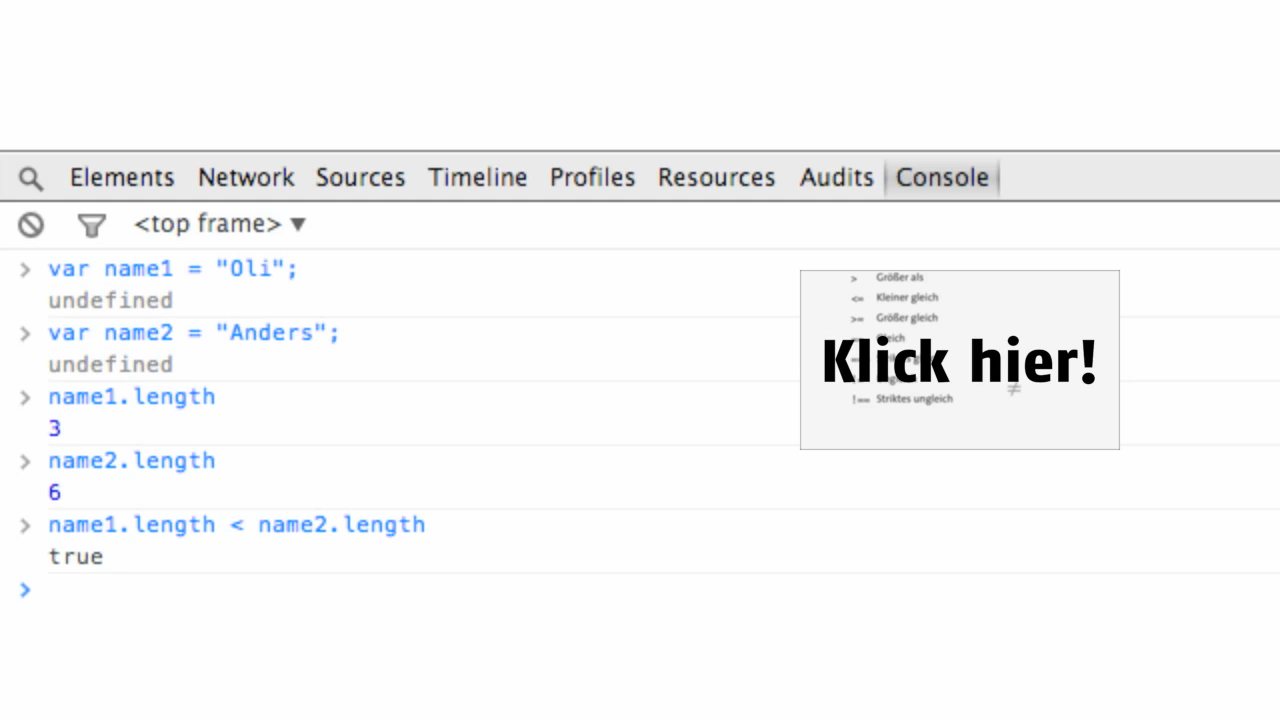 Elements Network Sources Timeline Profiles Resources Audits Console
<top frame> ▼
> var name1 = "Oli";
undefined
> var name2 = "Anders";
undefined
> name1.length
3
> name2.length
6
> name1.length < name2.length
true
>
> Größer als
<= Kleiner gleich
>= Größer gleich
Klick hier!
≠
!== Striktes ungleich